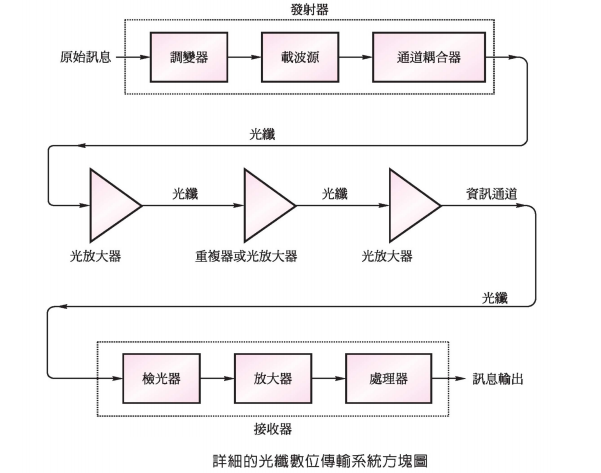 發射器
原始訊息
調變器
載波源
通道耦合器
光纖
光纖
光纖
資訊通道
光放大器
重複器或光放大器
光放大器
光纖
檢光器
放大器
處理器
訊息輸出
接收器
詳細的光纖數位傳輸系統方塊圖